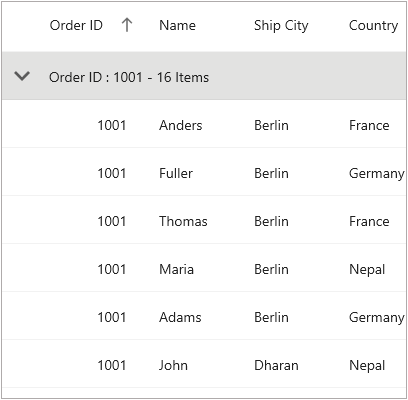 Order ID Name Ship City Country
Order ID : 1001 - 16 Items
1001 Anders Berlin France
1001 Fuller Berlin Germany
1001 Thomas Berlin France
1001 Maria Berlin Nepal
1001 Adams Berlin Germany
1001 John Dharan Nepal